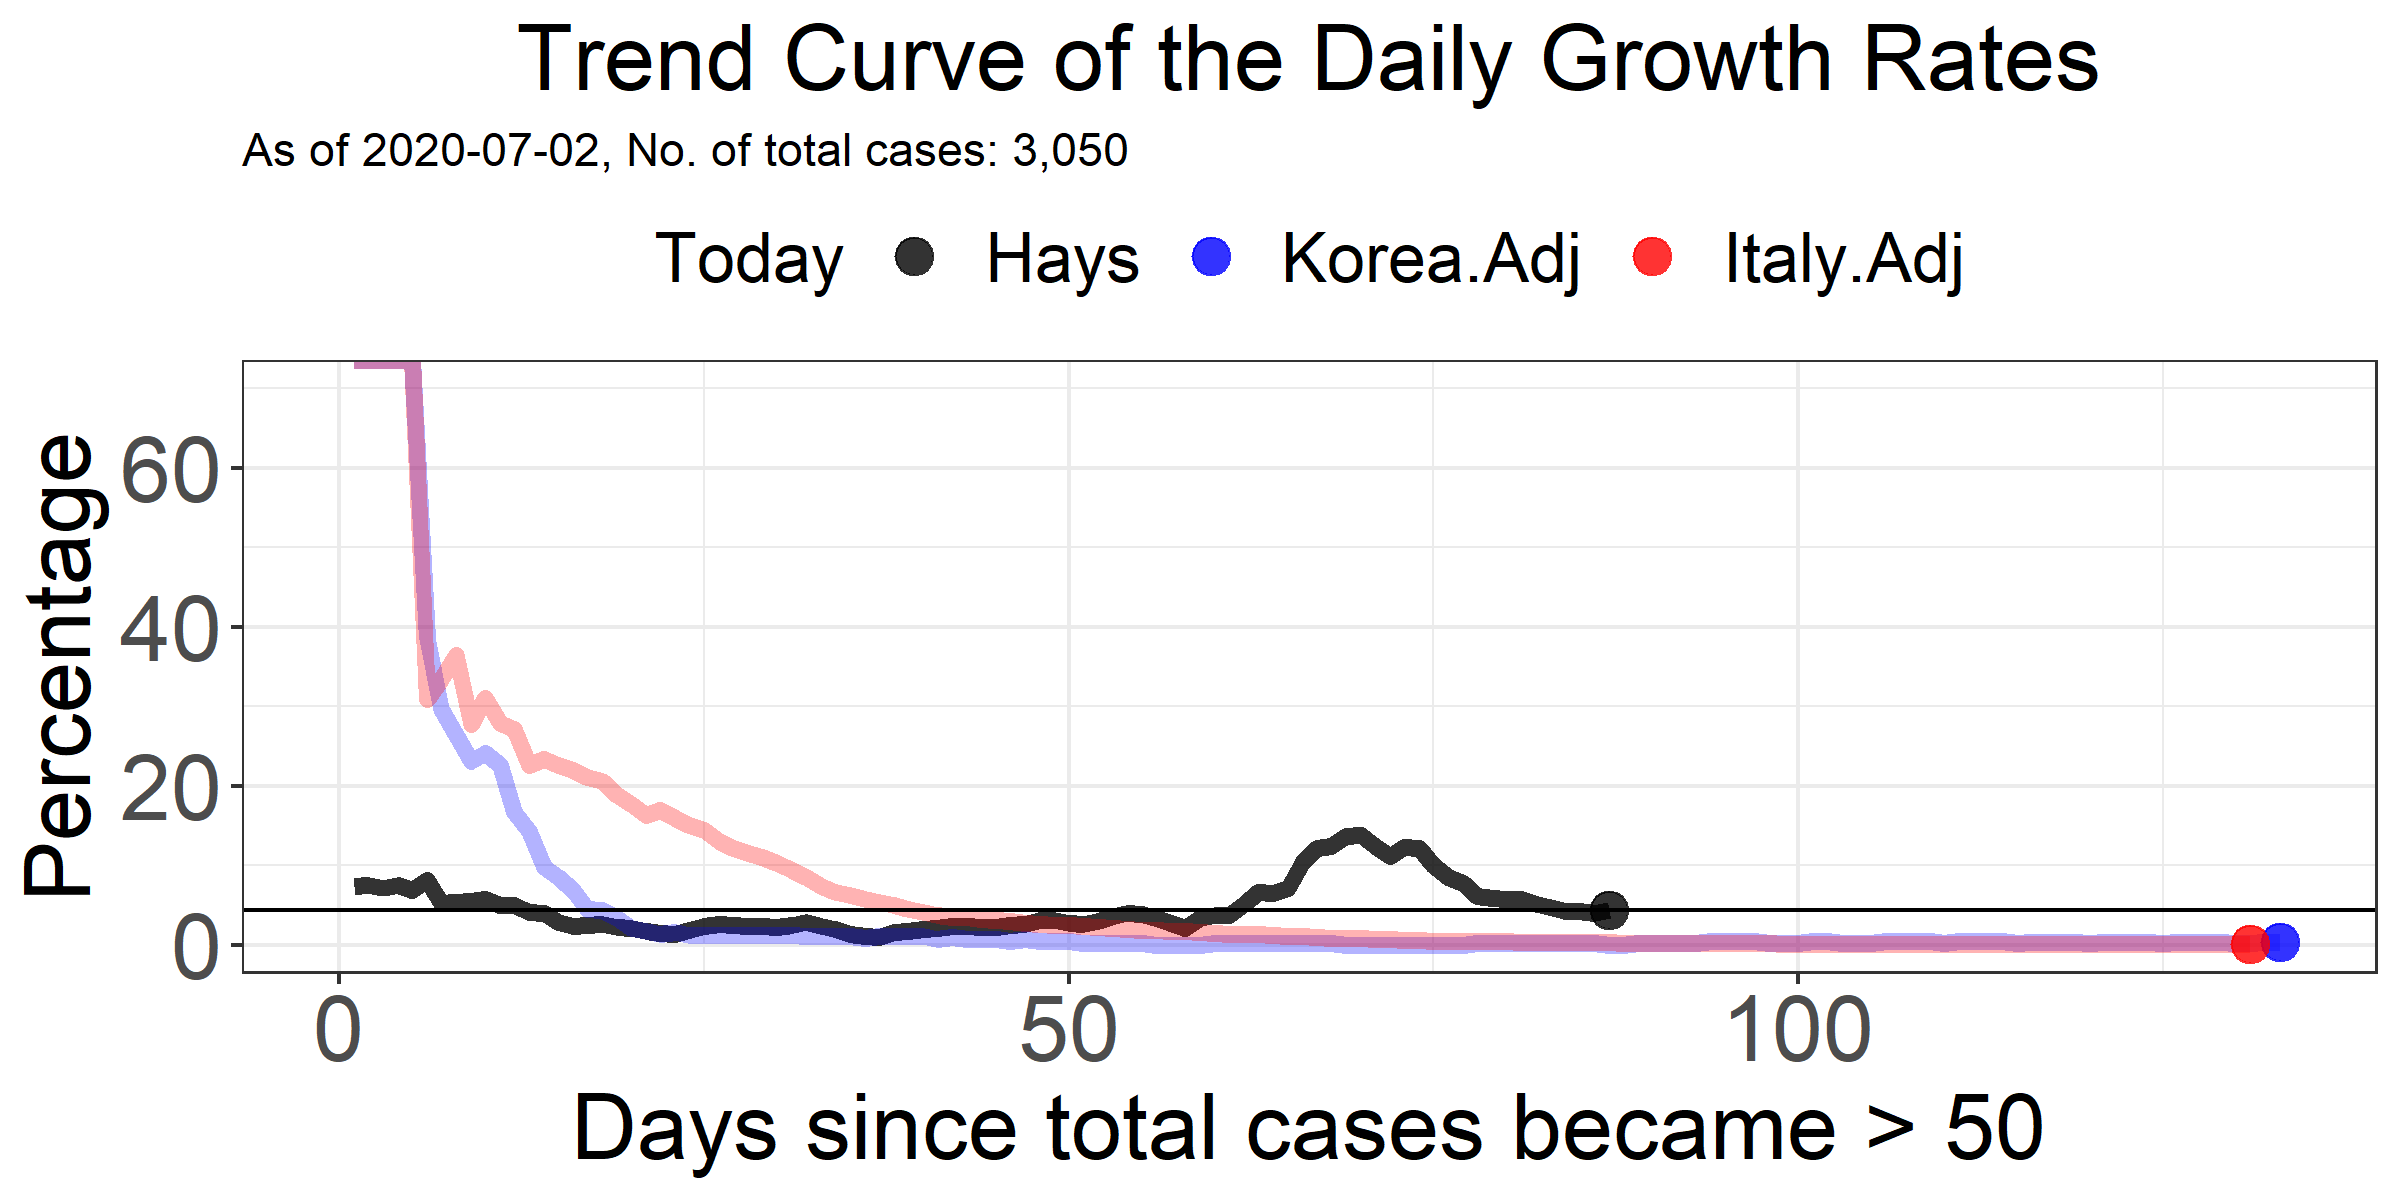 Trend Curve of the Daily Growth Rates
As of 2020-07-02, No. of total cases: 3,050
Today Hays Korea.Adj Italy.Adj
Percentage
60
40
20
0
0 50 100
Days since total cases became > 50